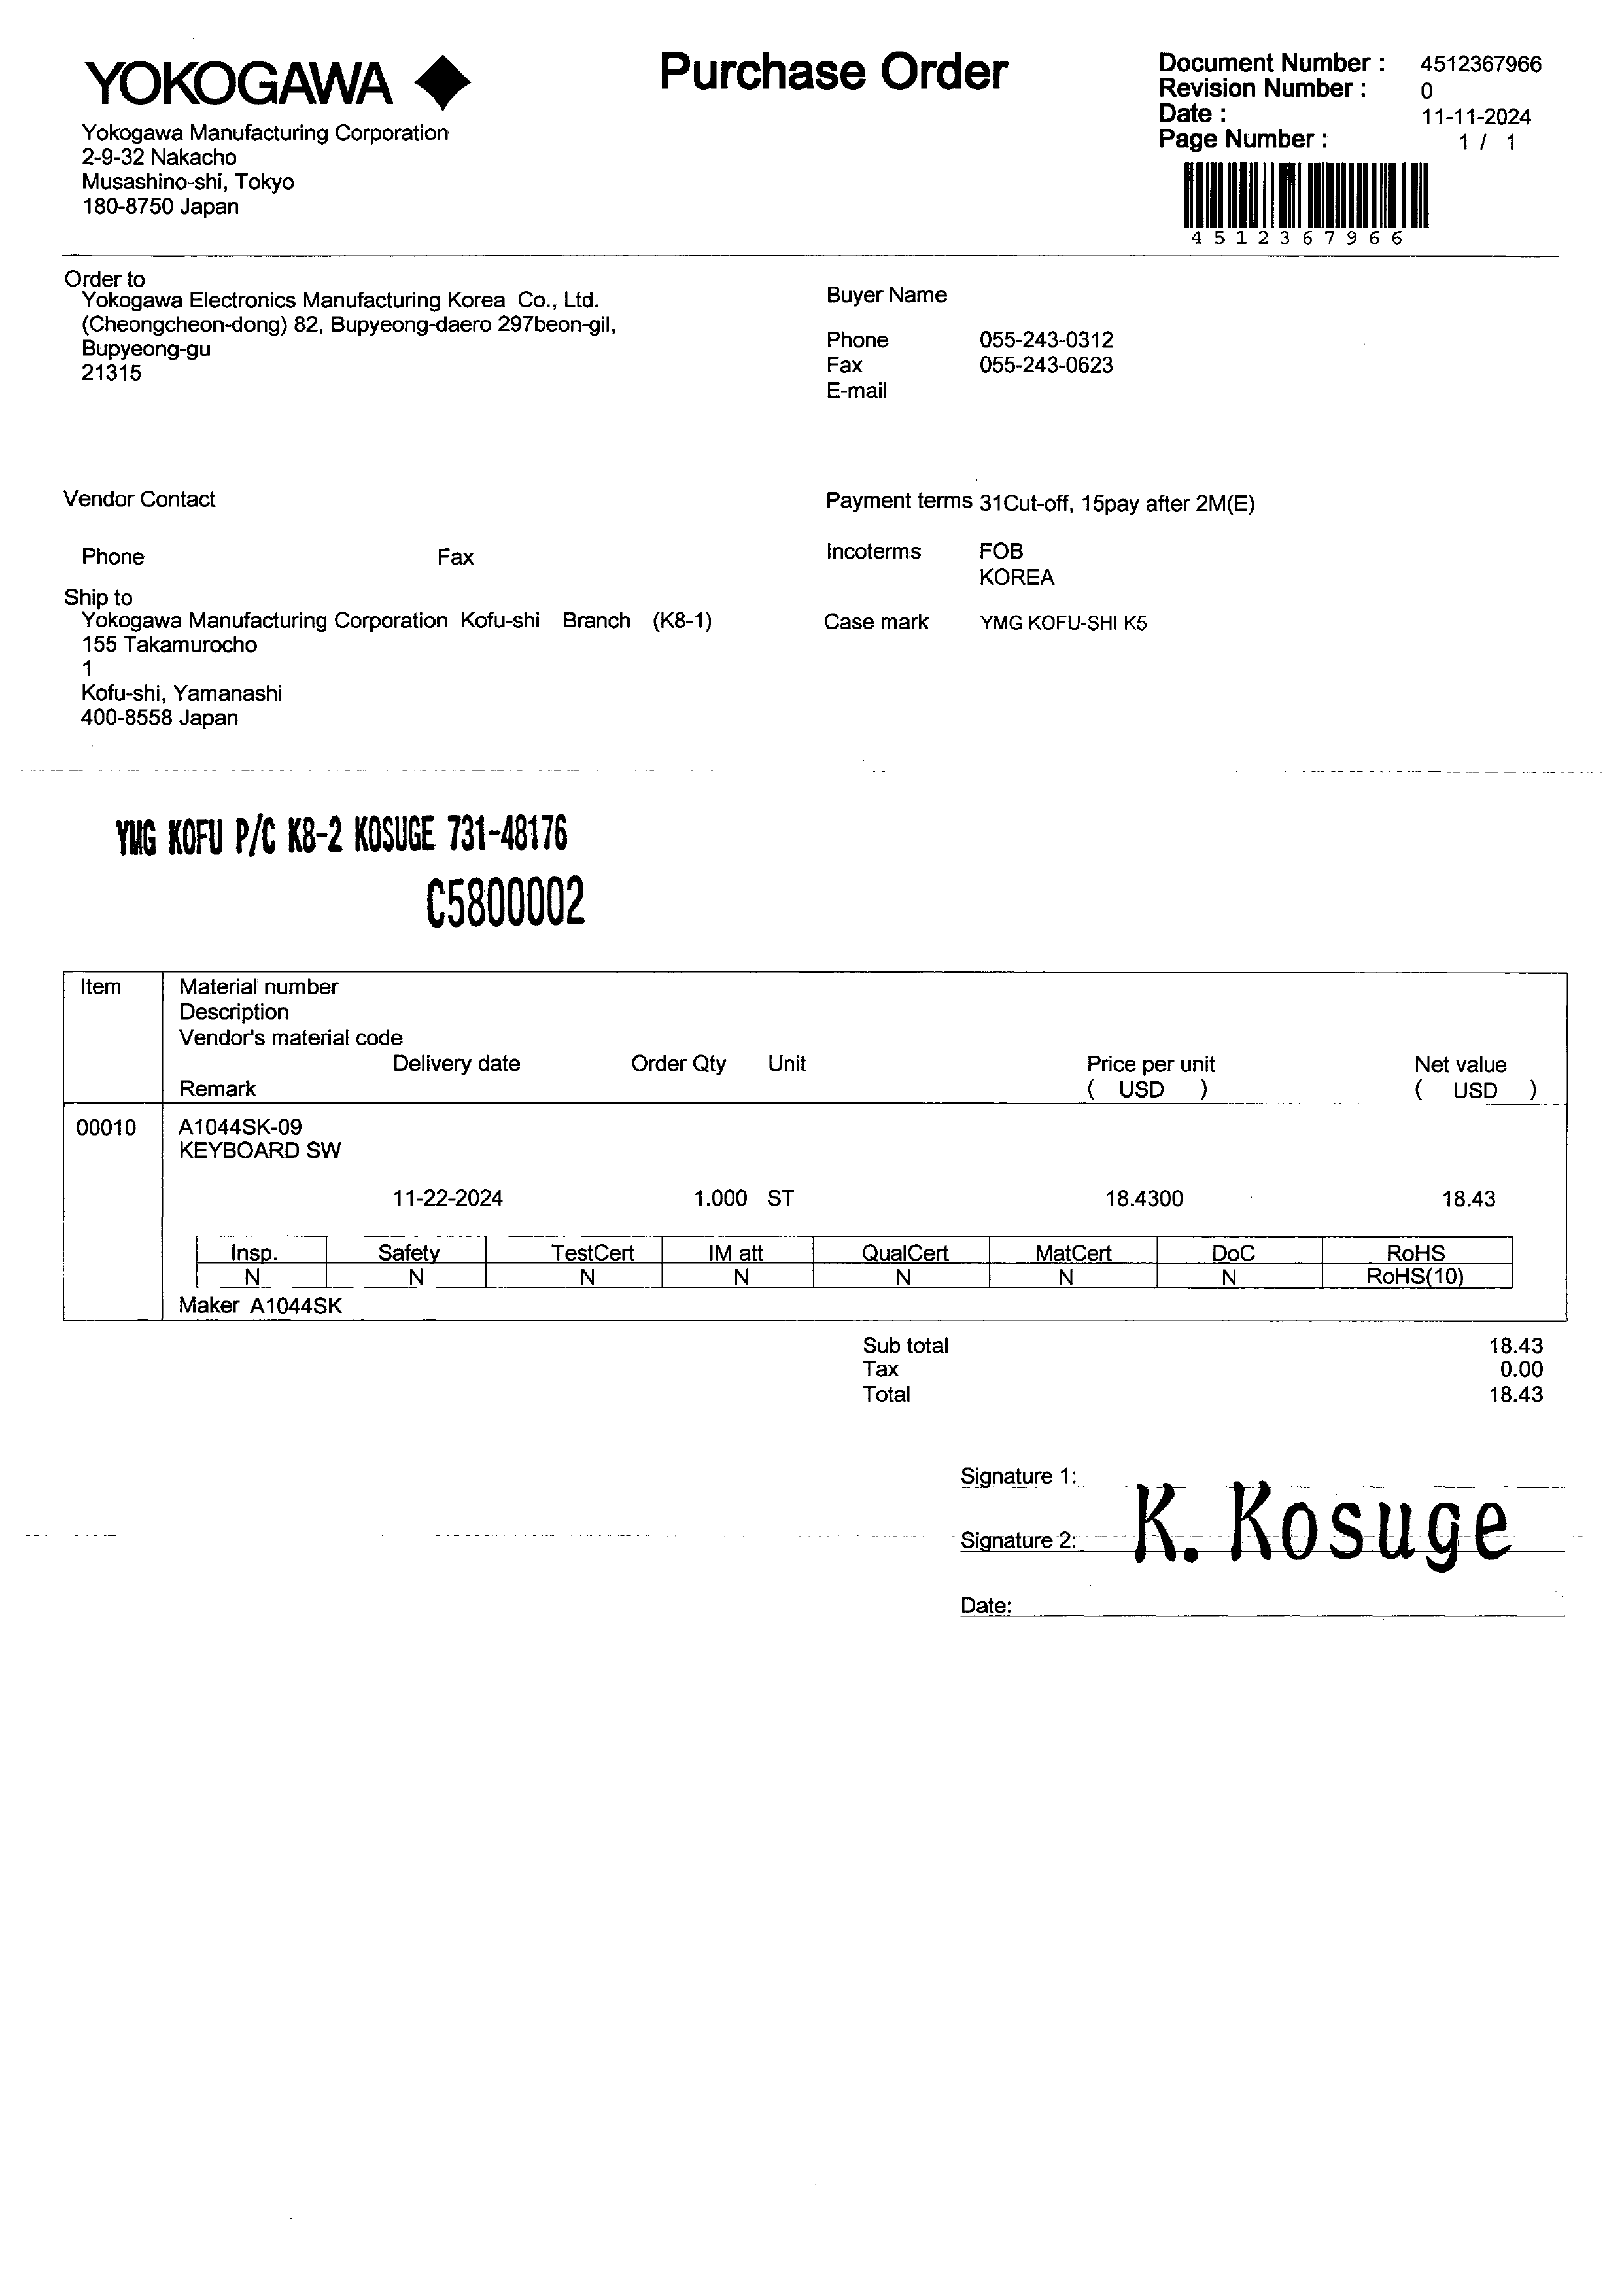 YOKOGAWA
Purchase Order
Document Number : 4512367966
Revision Number : 0
Date : 11-11-2024
Page Number : 1 / 1
4512367966
Yokogawa Manufacturing Corporation
2-9-32 Nakacho
Musashino-shi, Tokyo
180-8750 Japan
Order to
Yokogawa Electronics Manufacturing Korea Co., Ltd.
(Cheongcheon-dong) 82, Bupyeong-daero 297beon-gil,
Bupyeong-gu
21315
Buyer Name
Phone 055-243-0312
Fax 055-243-0623
E-mail
Vendor Contact
Phone Fax
Payment terms 31Cut-off, 15pay after 2M(E)
Incoterms FOB
KOREA
Ship to
Yokogawa Manufacturing Corporation Kofu-shi Branch (K8-1)
155 Takamurocho
1
Kofu-shi, Yamanashi
400-8558 Japan
Case mark YMG KOFU-SHI K5
YMG KOFU P/C K8-2 KOSUGE 731-48176
C5800002
Item Material number
Description
Vendor's material code
Delivery date Order Qty Unit Price per unit Net value
Remark ( USD ) ( USD )
00010 A1044SK-09
KEYBOARD SW
11-22-2024 1.000 ST 18.4300 18.43
Insp. Safety TestCert IM att QualCert MatCert DoC RoHS
N N N N N N N RoHS(10)
Maker A1044SK
Sub total 18.43
Tax 0.00
Total 18.43
Signature 1:
Signature 2: K. Kosuge
Date: